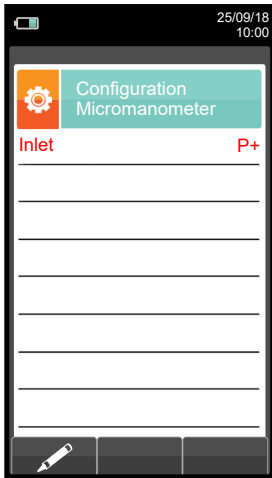 25/09/18
10:00
Configuration
Micromanometer
Inlet P+